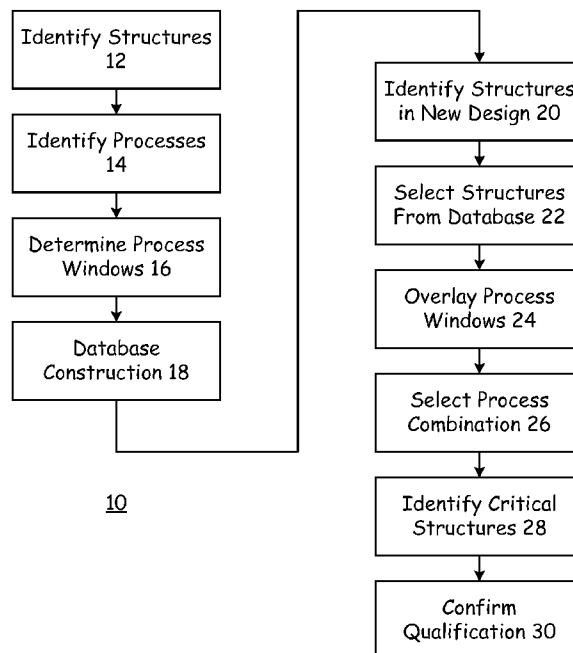 Identify Structures
12
Identify Processes
14
Determine Process
Windows 16
Database
Construction 18
10
Identify Structures
in New Design 20
Select Structures
From Database 22
Overlay Process
Windows 24
Select Process
Combination 26
Identify Critical
Structures 28
Confirm
Qualification 30